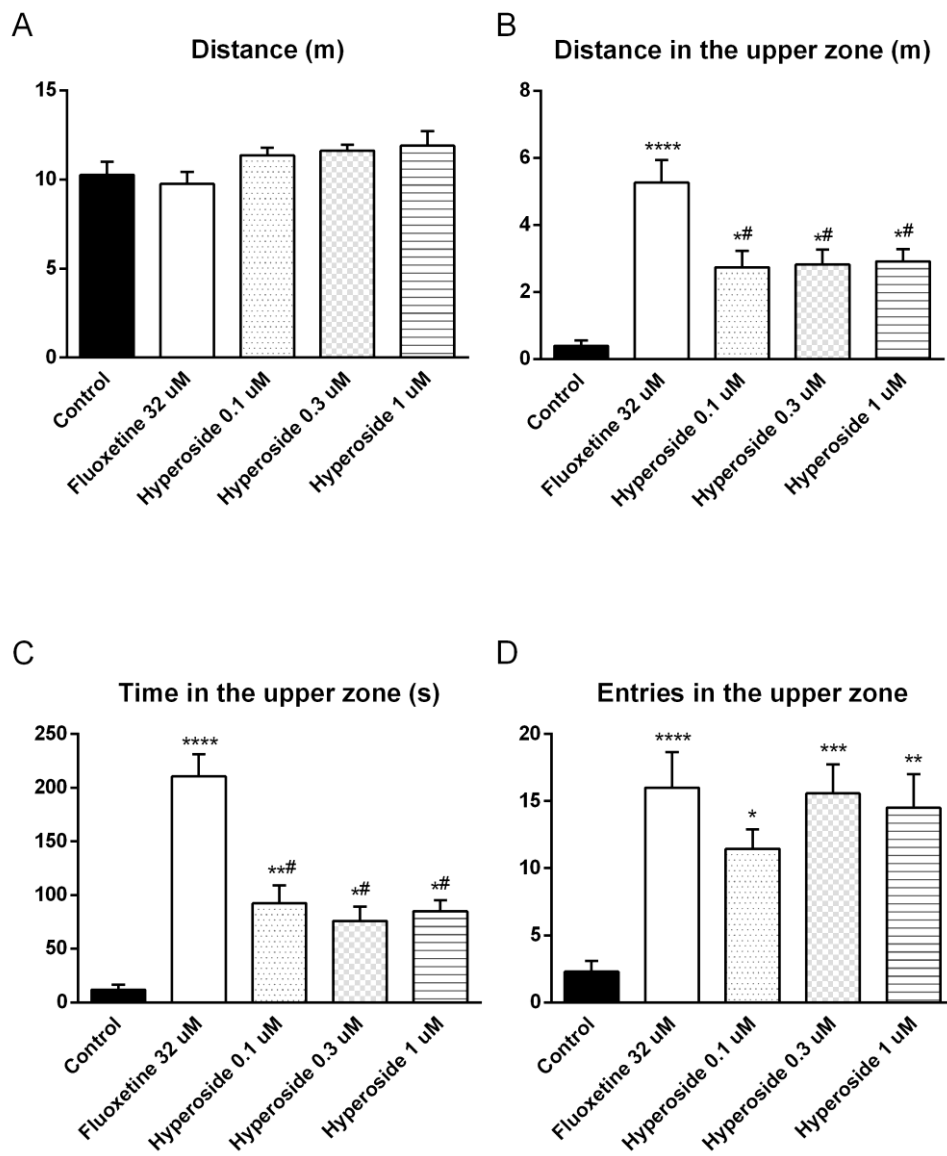 A
Distance (m)
15
10
5
0
Control
Fluoxetine 32 uM
Hyperoside 0.1 uM
Hyperoside 0.3 uM
Hyperoside 1 uM
B
Distance in the upper zone (m)
8
6
4
2
0
****
*#
*#
*#
Control
Fluoxetine 32 uM
Hyperoside 0.1 uM
Hyperoside 0.3 uM
Hyperoside 1 uM
C
Time in the upper zone (s)
250
200
150
100
50
0
****
**#
*#
*#
Control
Fluoxetine 32 uM
Hyperoside 0.1 uM
Hyperoside 0.3 uM
Hyperoside 1 uM
D
Entries in the upper zone
20
15
10
5
0
****
*
***
**
Control
Fluoxetine 32 uM
Hyperoside 0.1 uM
Hyperoside 0.3 uM
Hyperoside 1 uM